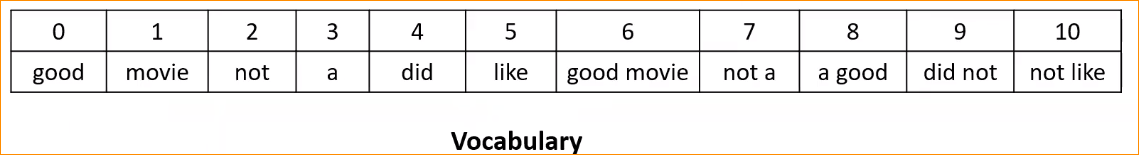 0 1 2 3 4 5 6 7 8 9 10
good movie not a did like good movie not a a good did not not like
Vocabulary